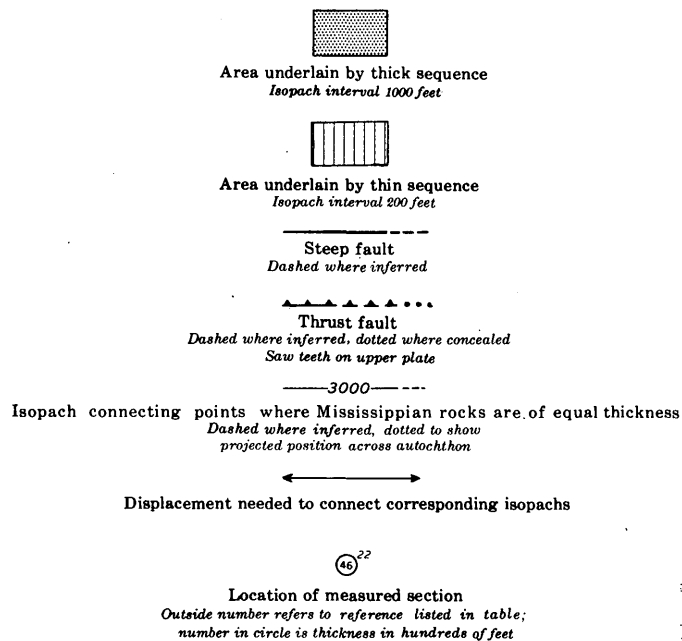 Area underlain by thick sequence
Isopach interval 1000 feet
Area underlain by thin sequence
Isopach interval 200 feet
Steep fault
Dashed where inferred
Thrust fault
Dashed where inferred, dotted where concealed
Saw teeth on upper plate
3000
Isopach connecting points where Mississippian rocks are of equal thickness
Dashed where inferred, dotted to show
projected position across autochthon
Displacement needed to connect corresponding isopachs
46 22
Location of measured section
Outside number refers to reference listed in table;
number in circle is thickness in hundreds of feet